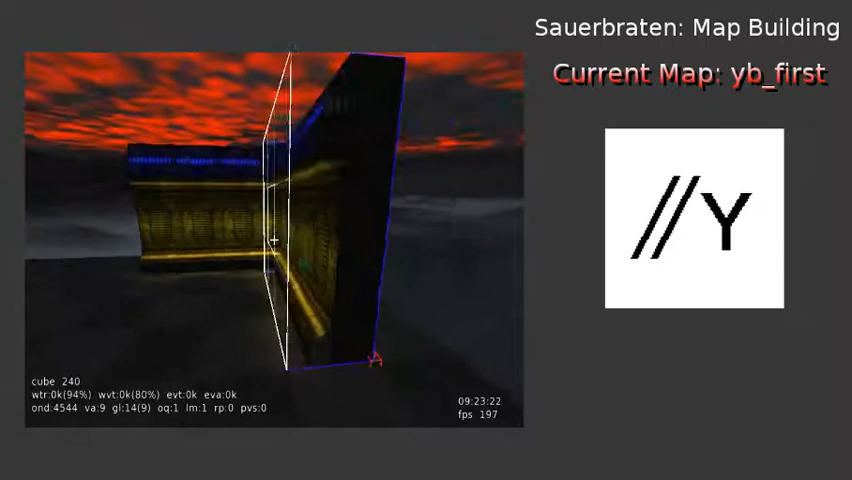 Sauerbraten: Map Building
Current Map: yb_first
//Y
cube 240
wtr:0k(94%) wvt:0k(80%) evt:0k eva:0k
ond:4544 va:9 gl:14(9) oq:1 lm:1 rp:0 pvs:0
09:23:22
fps 197